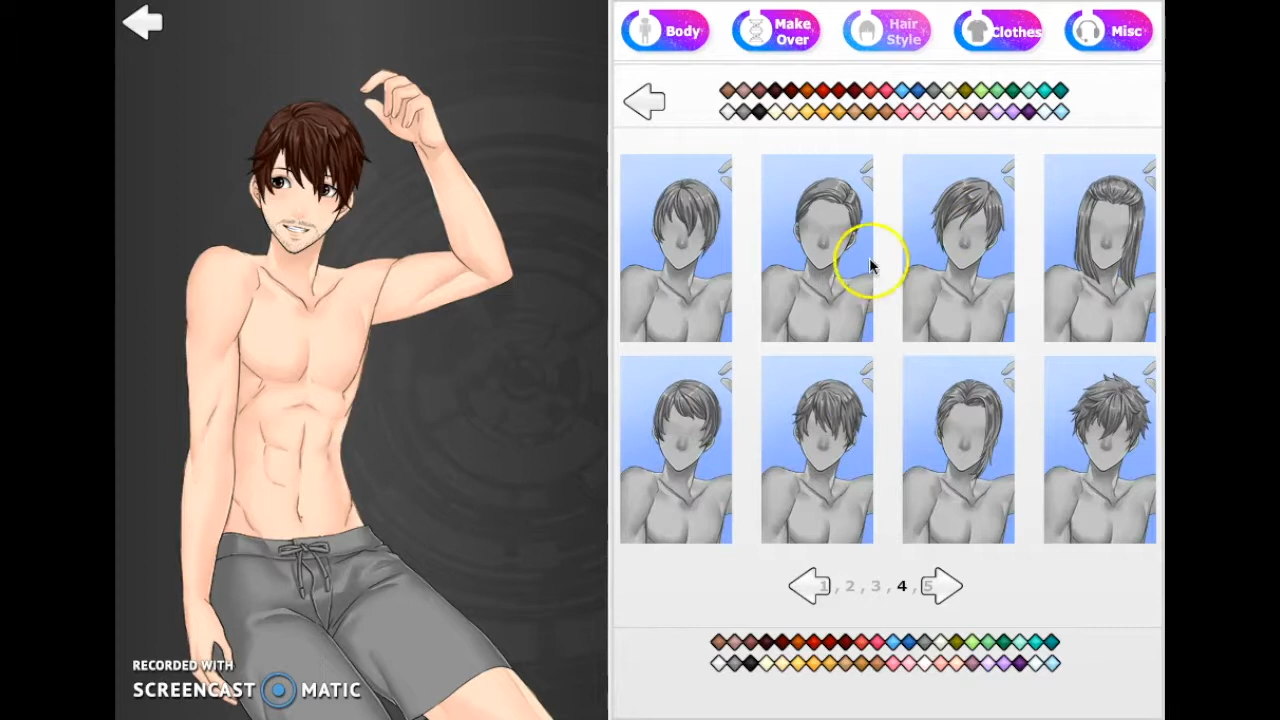 Body
Make
Over
Hair
Style
Clothes
Misc
1 , 2 , 3 , 4 , 5
RECORDED WITH
SCREENCAST MATIC